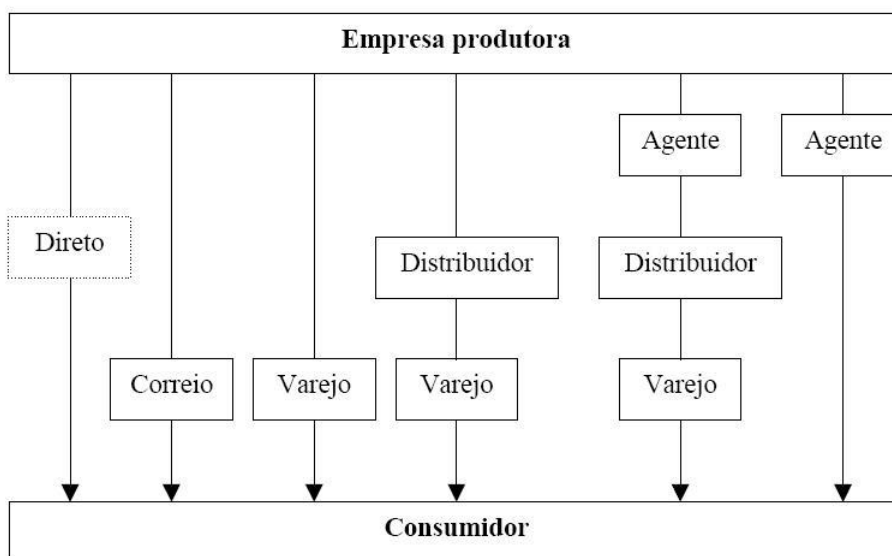 Empresa produtora
Agente
Agente
Direto
Distribuidor
Distribuidor
Correio
Varejo
Varejo
Varejo
Consumidor